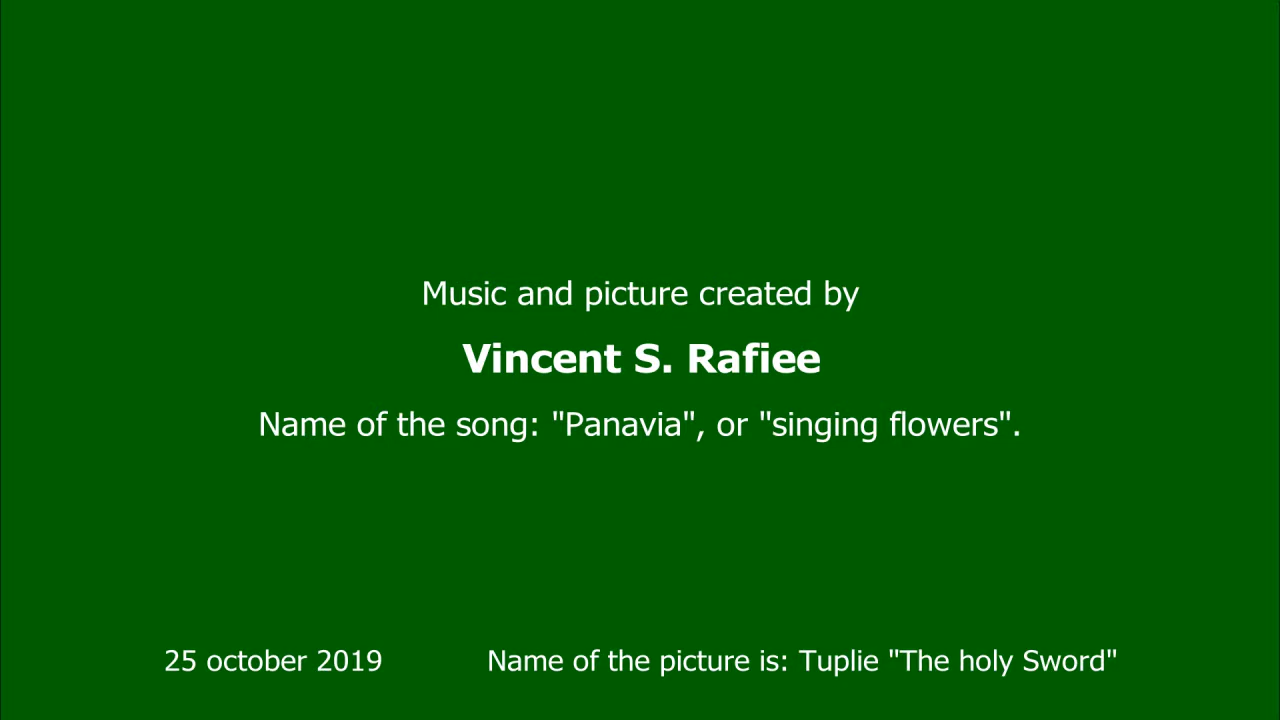 Music and picture created by
Vincent S. Rafiee
Name of the song: "Panavia", or "singing flowers".
25 october 2019 Name of the picture is: Tuplie "The holy Sword"